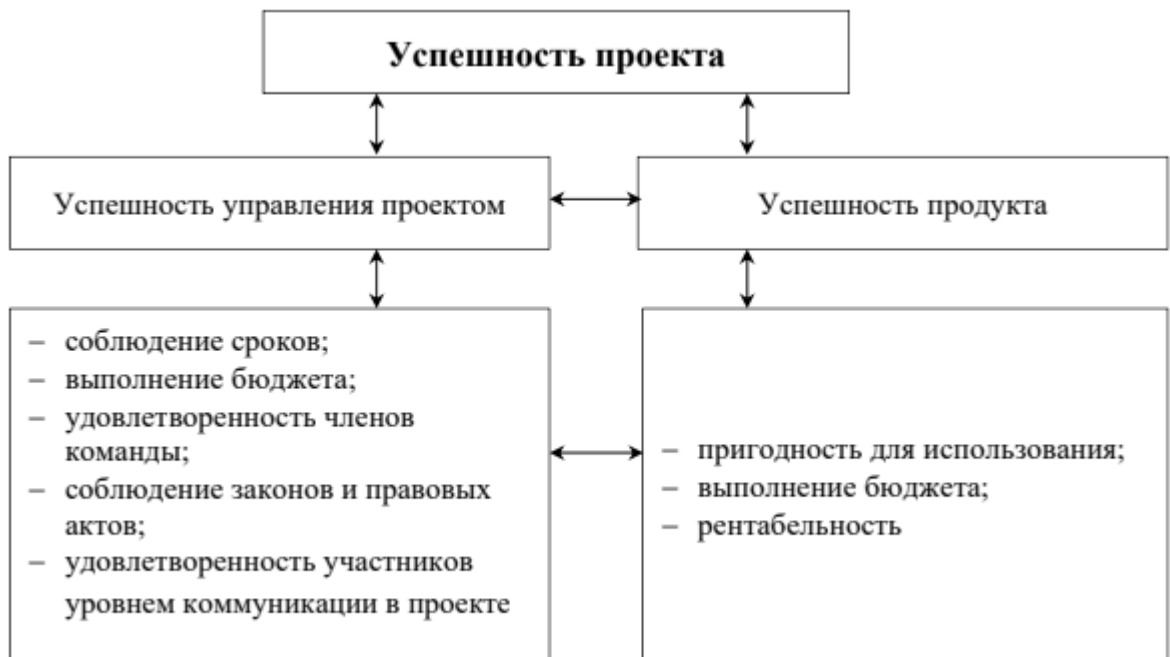 Успешность проекта
Успешность управления проектом
Успешность продукта
– соблюдение сроков;
– выполнение бюджета;
– удовлетворенность членов
команды;
– соблюдение законов и правовых
актов;
– удовлетворенность участников
уровнем коммуникации в проекте
– пригодность для использования;
– выполнение бюджета;
– рентабельность